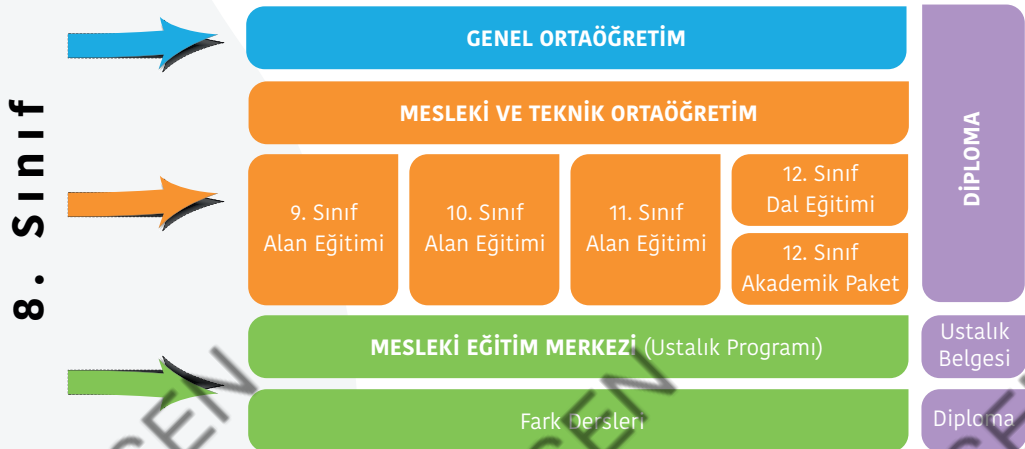 8. Sınıf
GENEL ORTAÖĞRETİM
MESLEKİ VE TEKNİK ORTAÖĞRETİM
9. Sınıf
Alan Eğitimi
10. Sınıf
Alan Eğitimi
11. Sınıf
Alan Eğitimi
12. Sınıf
Dal Eğitimi
12. Sınıf
Akademik Paket
DİPLOMA
MESLEKİ EĞİTİM MERKEZİ (Ustalık Programı)
Ustalık
Belgesi
Fark Dersleri
Diploma